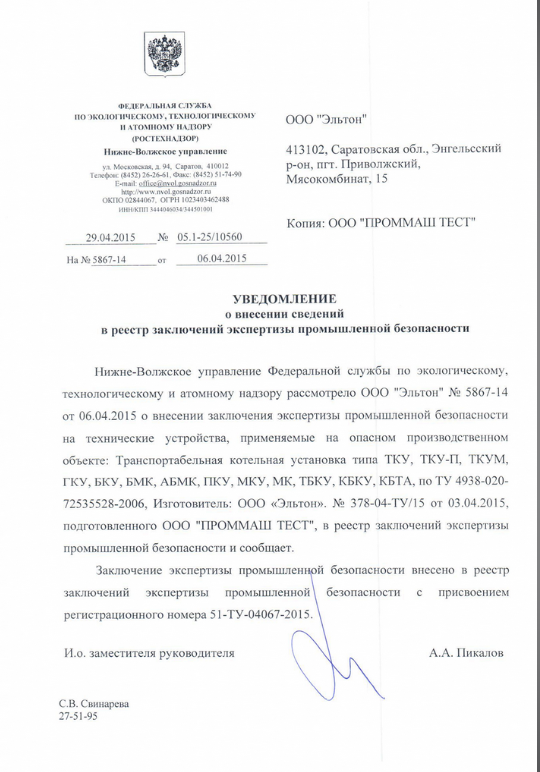 ФЕДЕРАЛЬНАЯ СЛУЖБА
ПО ЭКОЛОГИЧЕСКОМУ, ТЕХНОЛОГИЧЕСКОМУ
И АТОМНОМУ НАДЗОРУ
(РОСТЕХНАДЗОР)
Нижне-Волжское управление
ул. Московская, д. 94, Саратов, 410012
Телефон: (8452) 26-26-61, Факс: (8452) 51-74-90
E-mail: office@nvol.gosnadzor.ru
http://www.nvol.gosnadzor.ru
ОКПО 02844067, ОГРН 1023403462488
ИНН/КПП 3444046034/344501001
29.04.2015 № 05.1-25/10560
На № 5867-14 от 06.04.2015
ООО "Эльтон"
413102, Саратовская обл., Энгельсский
р-он, пгт. Приволжский,
Мясокомбинат, 15
Копия: ООО "ПРОММАШ ТЕСТ"
УВЕДОМЛЕНИЕ
о внесении сведений
в реестр заключений экспертизы промышленной безопасности
Нижне-Волжское управление Федеральной службы по экологическому,
технологическому и атомному надзору рассмотрело ООО "Эльтон" № 5867-14
от 06.04.2015 о внесении заключения экспертизы промышленной безопасности
на технические устройства, применяемые на опасном производственном
объекте: Транспортабельная котельная установка типа ТКУ, ТКУ-П, ТКУМ,
ГКУ, БКУ, БМК, АБМК, ПКУ, МКУ, МК, ТБКУ, КБКУ, КБТА, по ТУ 4938-020-
72535528-2006, Изготовитель: ООО «Эльтон». № 378-04-ТУ/15 от 03.04.2015,
подготовленного ООО "ПРОММАШ ТЕСТ", в реестр заключений экспертизы
промышленной безопасности и сообщает.
Заключение экспертизы промышленной безопасности внесено в реестр
заключений экспертизы промышленной безопасности с присвоением
регистрационного номера 51-ТУ-04067-2015.
И.о. заместителя руководителя А.А. Пикалов
С.В. Свинарева
27-51-95